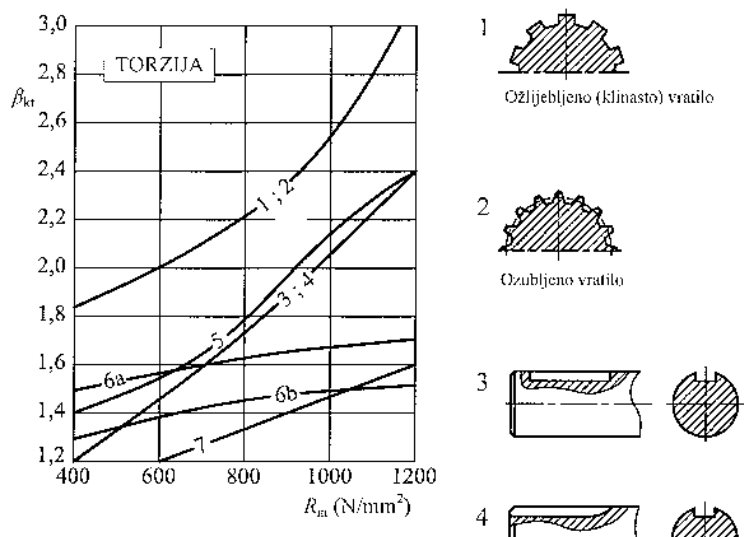 3,0
2,8
2,6
2,4
2,2
2,0
1,8
1,6
1,4
1,2
βkt
TORZIJA
1 ; 2
3 ; 4
5
6a
6b
7
400 600 800 1000 1200
Rm (N/mm²)
1
Ožlijebljeno (klinasto) vratilo
2
Ozubljeno vratilo
3
4